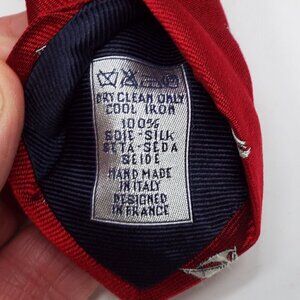 DRY CLEAN ONLY
COOL IRON
100%
SOIE-SILK
SETA-SEDA
SEIDE
HAND MADE
IN ITALY
DESIGNED
IN FRANCE